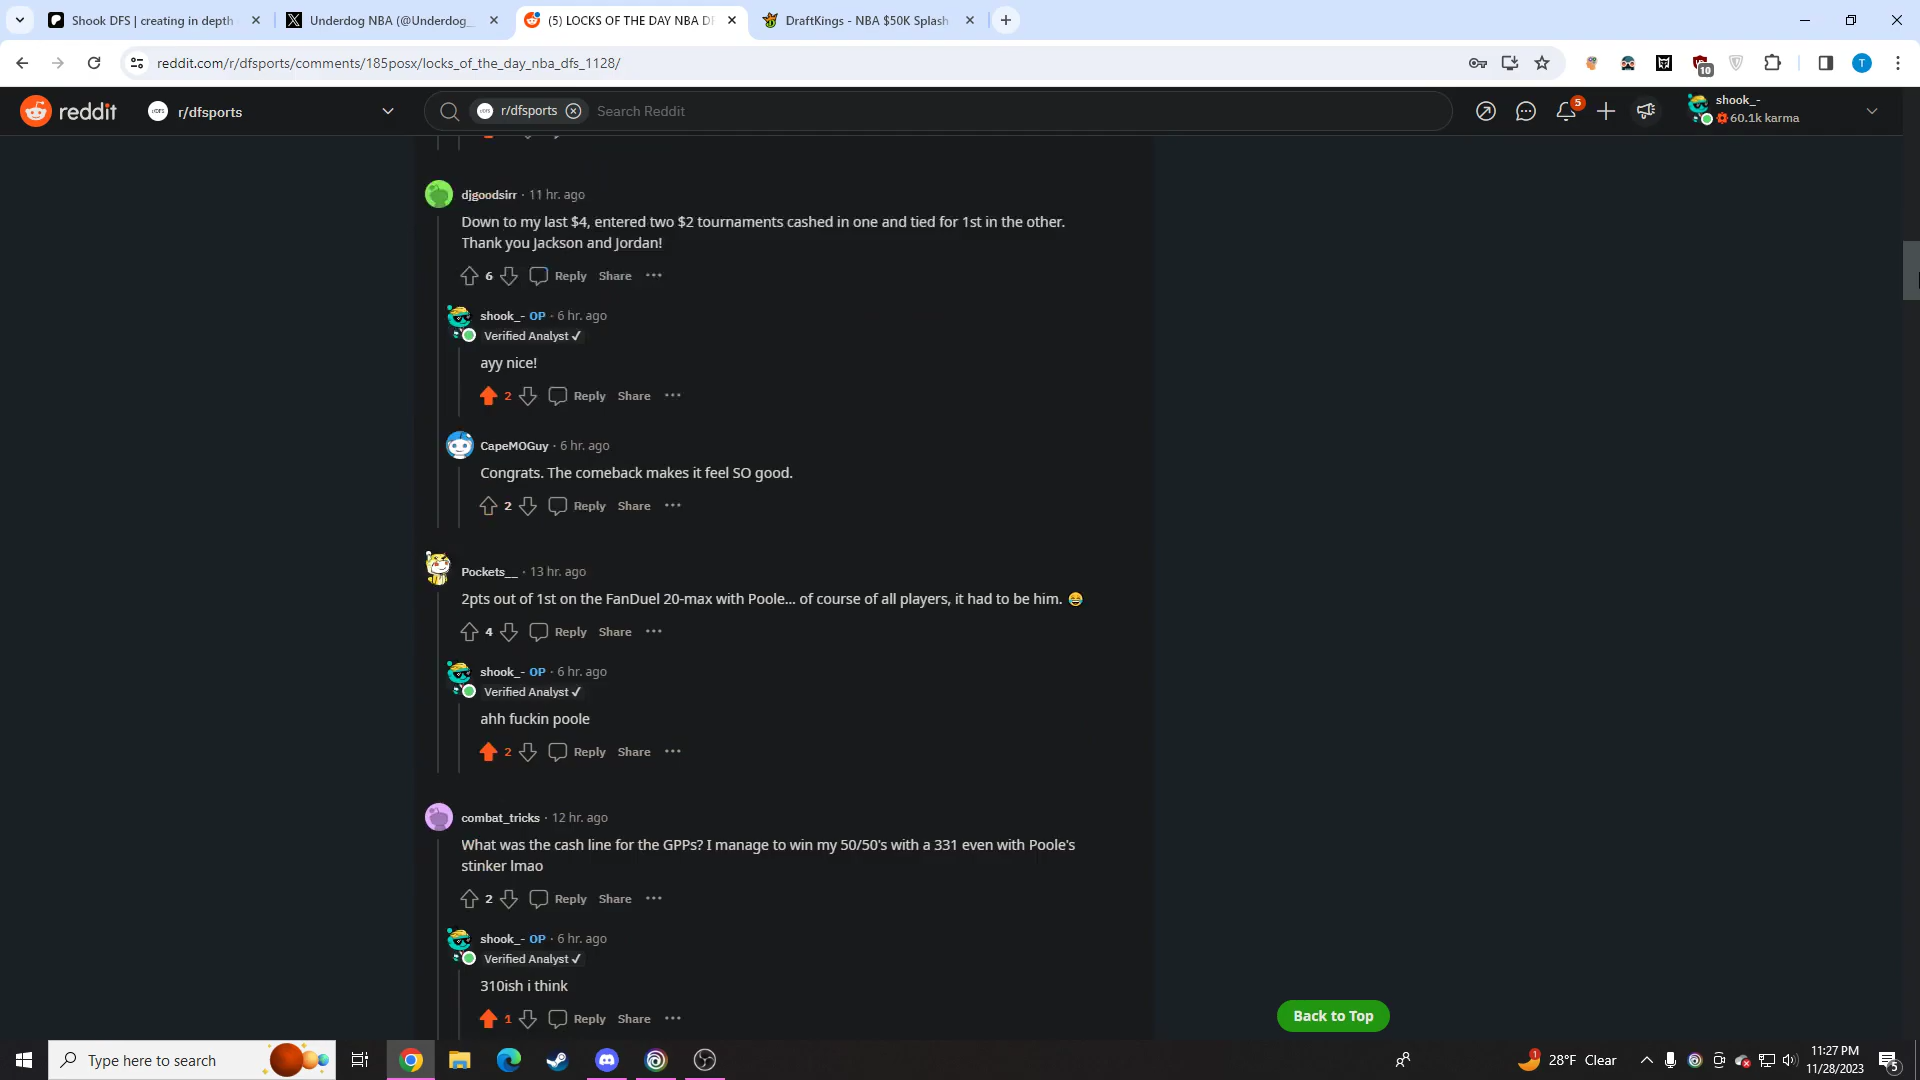 Shook DFS | creating in depth
Underdog NBA (@Underdog_
(5) LOCKS OF THE DAY NBA DF
DraftKings - NBA $50K Splash
reddit.com/r/dfsports/comments/185posx/locks_of_the_day_nba_dfs_1128/
10
T
reddit
r/dfsports
r/dfsports
Search Reddit
5
shook_-
60.1k karma
djgoodsirr · 11 hr. ago
Down to my last $4, entered two $2 tournaments cashed in one and tied for 1st in the other.
Thank you Jackson and Jordan!
6 Reply Share ···
shook_- OP · 6 hr. ago
Verified Analyst ✓
ayy nice!
2 Reply Share ···
CapeMOGuy · 6 hr. ago
Congrats. The comeback makes it feel SO good.
2 Reply Share ···
Pockets__ · 13 hr. ago
2pts out of 1st on the FanDuel 20-max with Poole... of course of all players, it had to be him. 😂
4 Reply Share ···
shook_- OP · 6 hr. ago
Verified Analyst ✓
ahh fuckin poole
2 Reply Share ···
combat_tricks · 12 hr. ago
What was the cash line for the GPPs? I manage to win my 50/50's with a 331 even with Poole's
stinker lmao
2 Reply Share ···
shook_- OP · 6 hr. ago
Verified Analyst ✓
310ish i think
1 Reply Share ···
Back to Top
Type here to search
1
28°F Clear
11:27 PM
11/28/2023
5